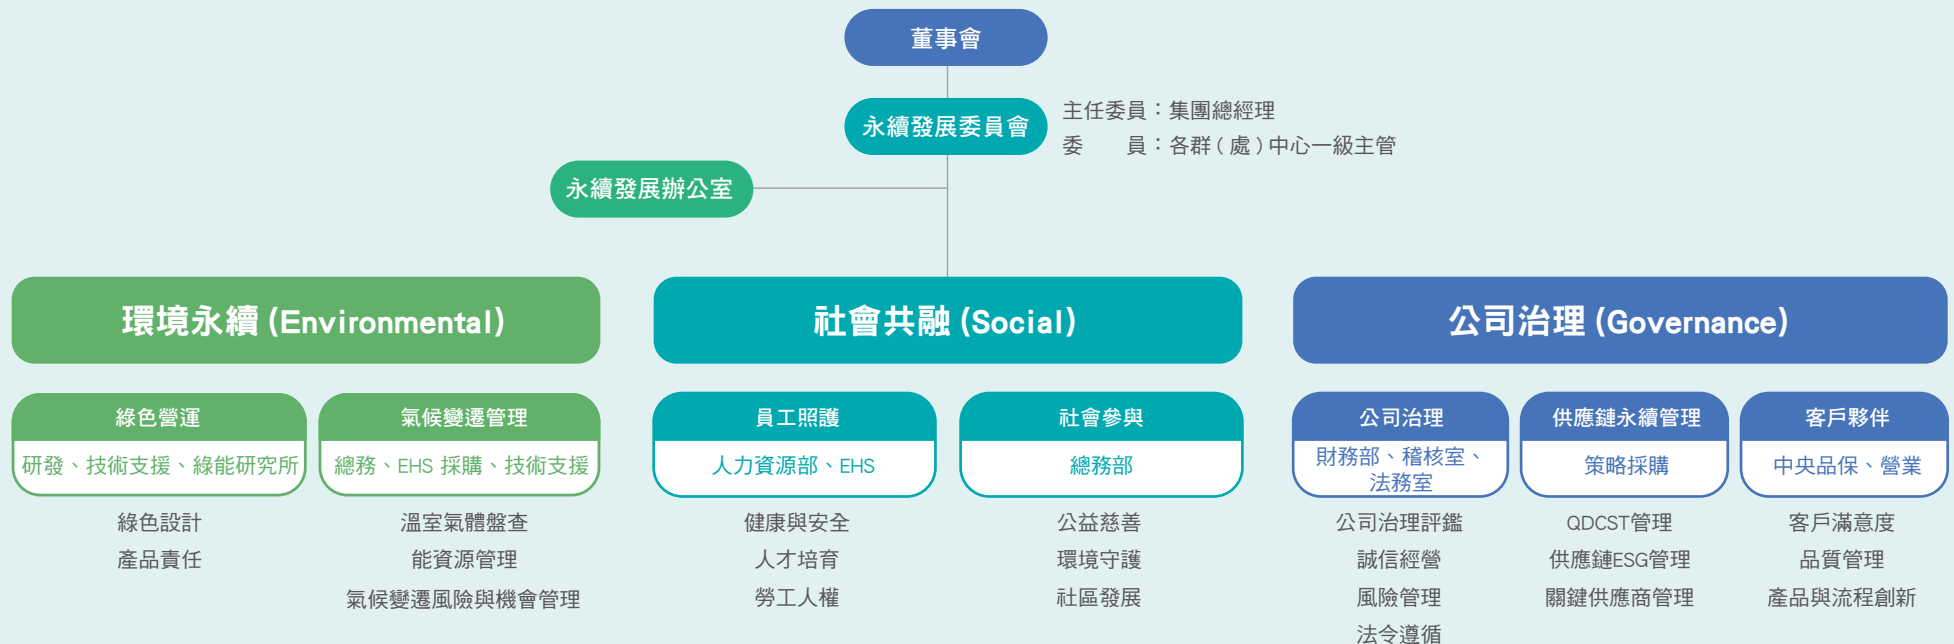 董事會
永續發展委員會
主任委員：集團總經理
委　　員：各群（處）中心一級主管
永續發展辦公室
環境永續 (Environmental)
綠色營運
研發、技術支援、綠能研究所
綠色設計
產品責任
氣候變遷管理
總務、EHS 採購、技術支援
溫室氣體盤查
能資源管理
氣候變遷風險與機會管理
社會共融 (Social)
員工照護
人力資源部、EHS
健康與安全
人才培育
勞工人權
社會參與
總務部
公益慈善
環境守護
社區發展
公司治理 (Governance)
公司治理
財務部、稽核室、
法務室
公司治理評鑑
誠信經營
風險管理
法令遵循
供應鏈永續管理
策略採購
QDCST管理
供應鏈ESG管理
關鍵供應商管理
客戶夥伴
中央品保、營業
客戶滿意度
品質管理
產品與流程創新